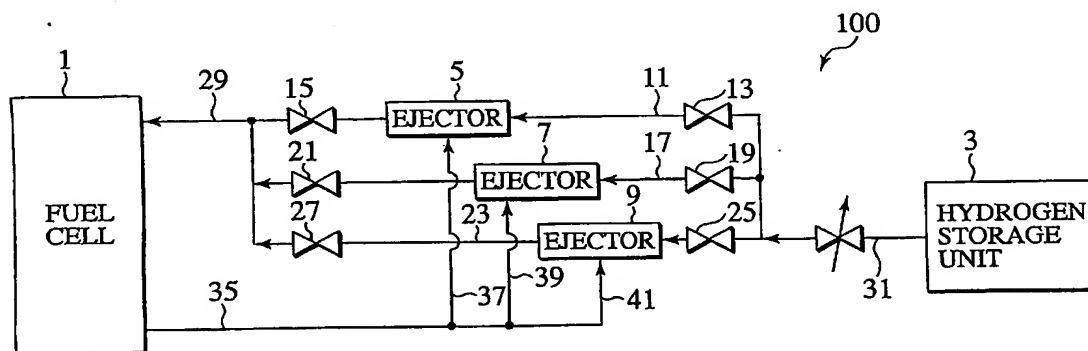 100
1
29
15
5
11
13
3
EJECTOR
7
21
17
19
EJECTOR
FUEL
CELL
27
23
9
25
EJECTOR
HYDROGEN
STORAGE
UNIT
35
37
39
41
31